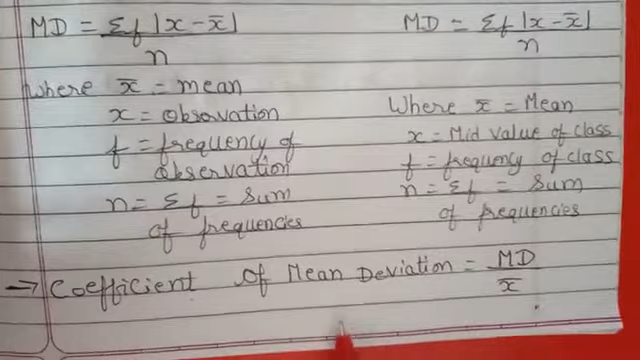 MD = Σf |x - x̄| / n
where x̄ = mean
x = observation
f = frequency of
observation
n = Σf = Sum
of frequencies
MD = Σf |x - x̄| / n
Where x̄ = Mean
x = Mid value of class
f = frequency of class
n = Σf = Sum
of frequencies
→ Coefficient of Mean Deviation = MD / x̄